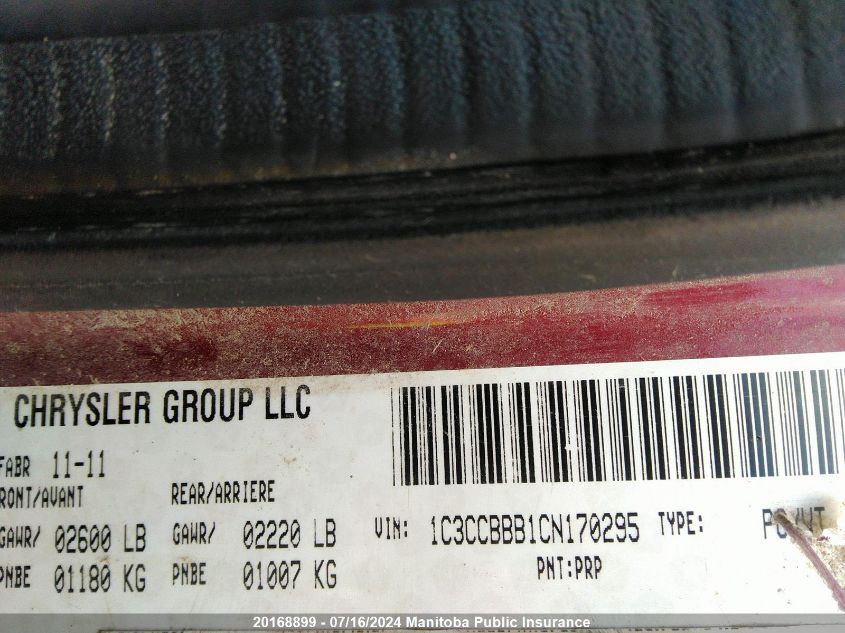 CHRYSLER GROUP LLC
FABR 11-11
RONT/AVANT REAR/ARRIERE
GAWR/ 02600 LB GAWR/ 02220 LB VIN: 1C3CCBBB1CN170295 TYPE:
PNBE 01180 KG PNBE 01007 KG PNT:PRP
20168899 - 07/16/2024 Manitoba Public Insurance